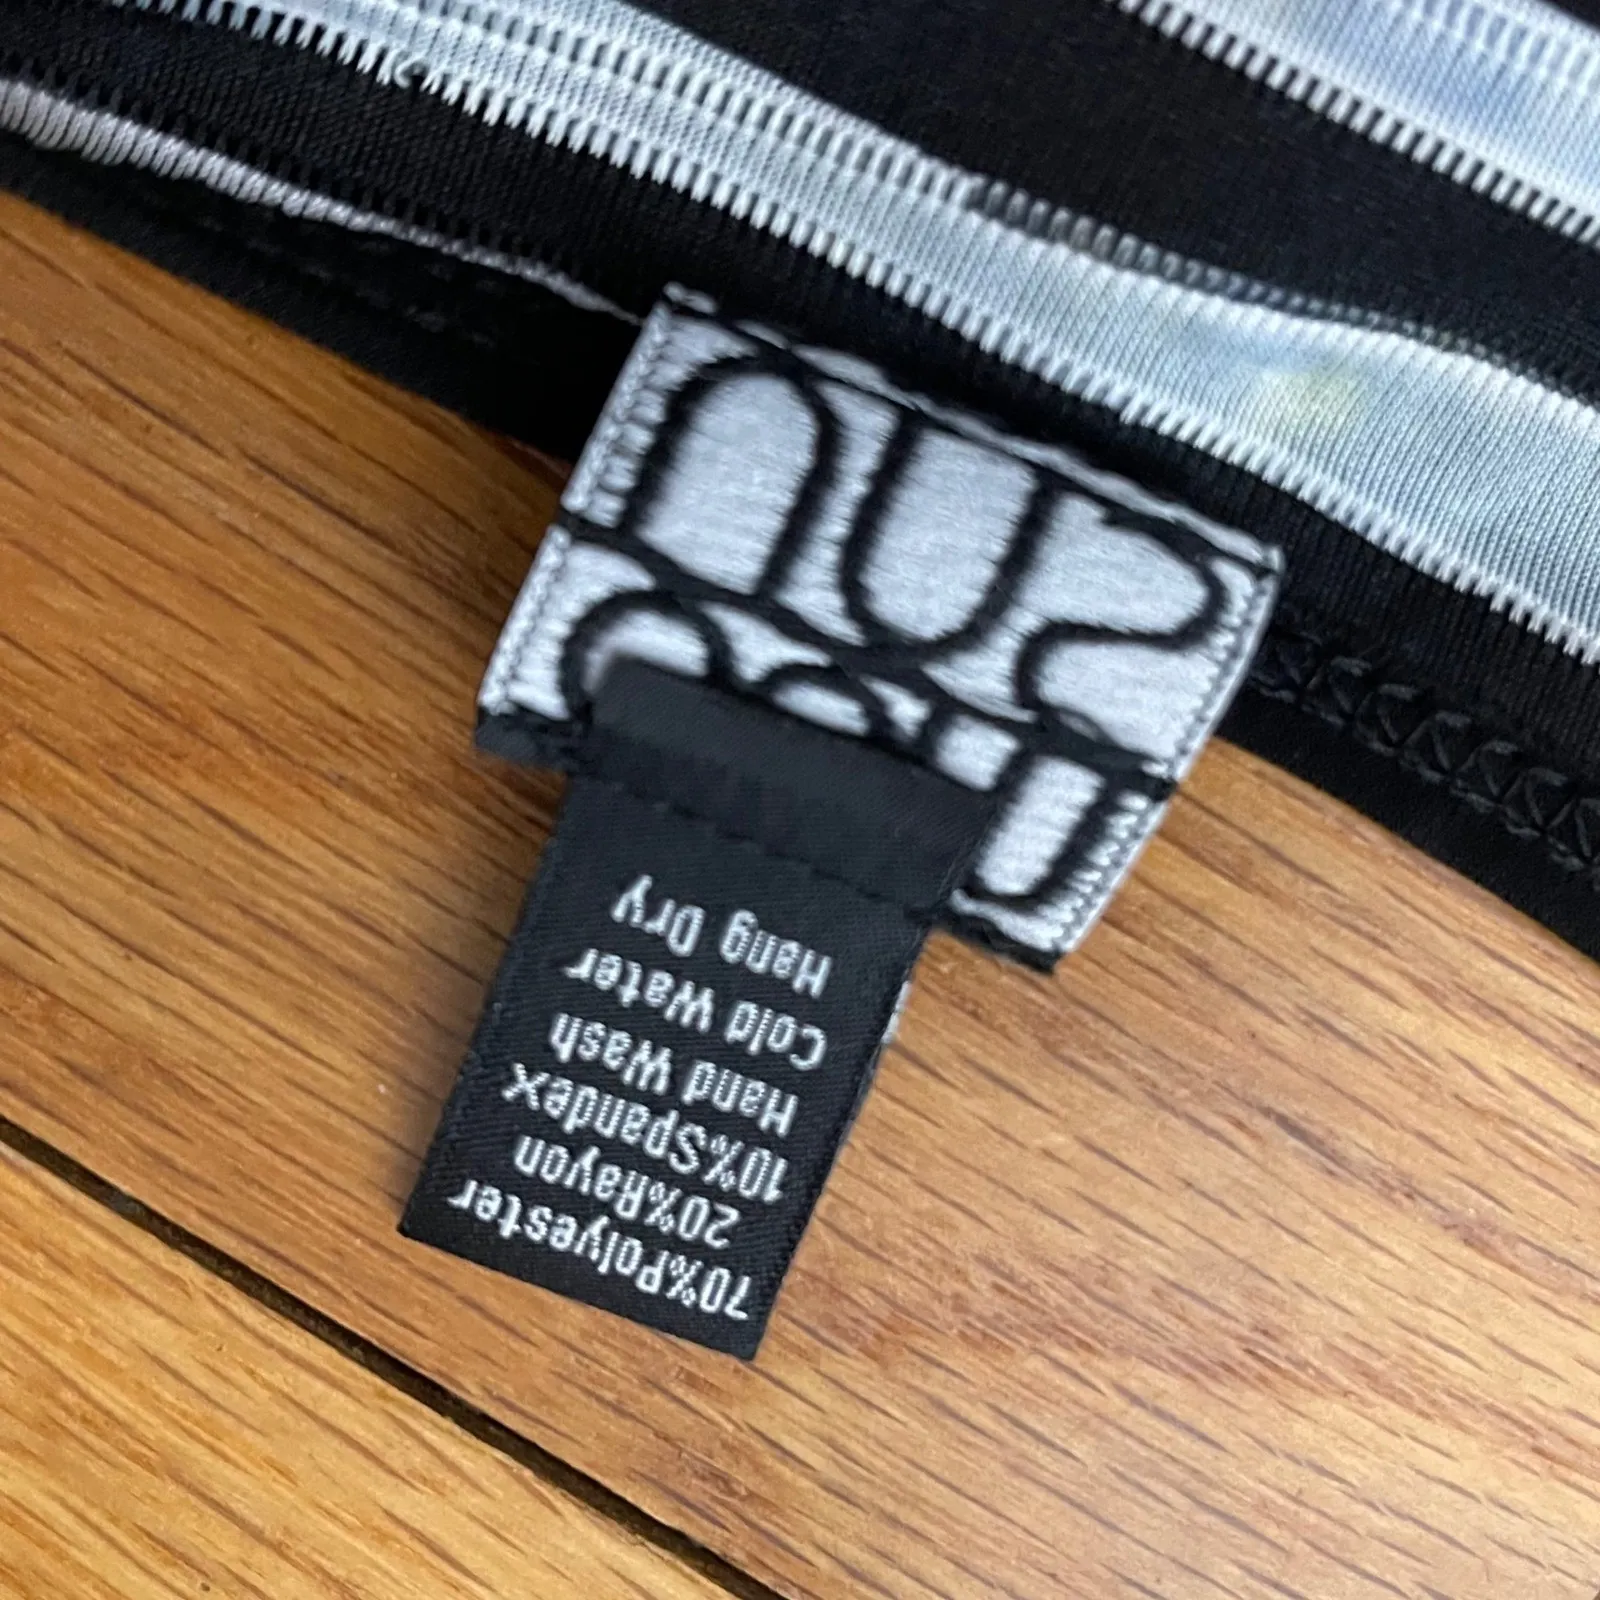 70%Polyester
20%Rayon
10%Spandex
Hand Wash
Cold Water
Hang Dry